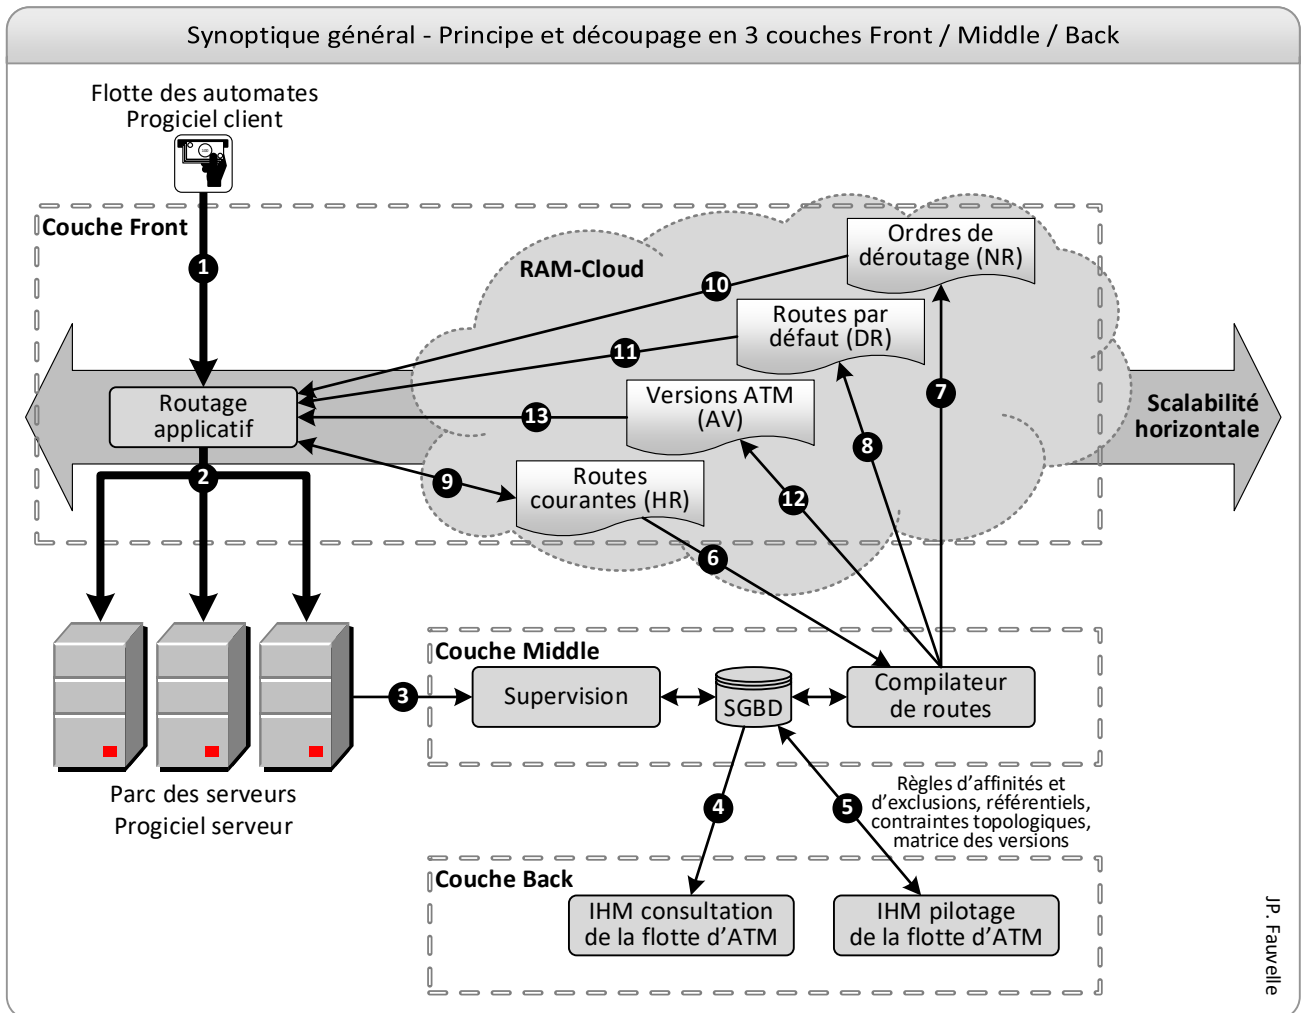 Synoptique général - Principe et découpage en 3 couches Front / Middle / Back
Flotte des automates
Progiciel client
100
Couche Front
1
RAM-Cloud
Ordres de
déroutage (NR)
10
Routes par
défaut (DR)
11
7
Versions ATM
(AV)
13
8
Routage
applicatif
Scalabilité
horizontale
2
9
Routes
courantes (HR)
12
6
Couche Middle
3
Supervision
SGBD
Compilateur
de routes
Parc des serveurs
Progiciel serveur
4
5
Règles d’affinités et
d’exclusions, référentiels,
contraintes topologiques,
matrice des versions
Couche Back
IHM consultation
de la flotte d’ATM
IHM pilotage
de la flotte d’ATM
JP. Fauvelle